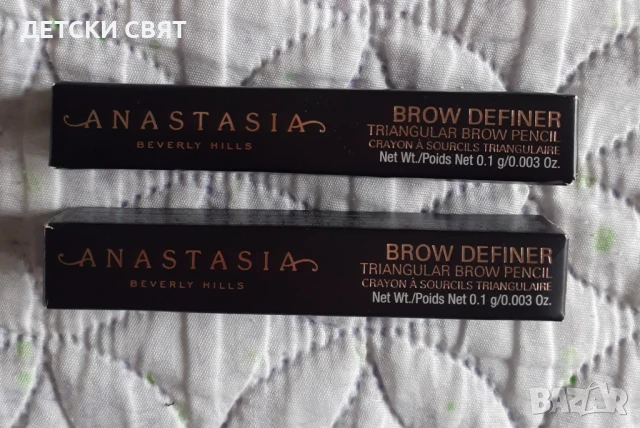 ДЕТСКИ СВЯТ
ANASTASIA
BEVERLY HILLS
BROW DEFINER
TRIANGULAR BROW PENCIL
CRAYON À SOURCILS TRIANGULAIRE
Net Wt./Poids Net 0.1 g/0.003 Oz.
ANASTASIA
BEVERLY HILLS
BROW DEFINER
TRIANGULAR BROW PENCIL
CRAYON À SOURCILS TRIANGULAIRE
Net Wt./Poids Net 0.1 g/0.003 Oz.
BAZAR